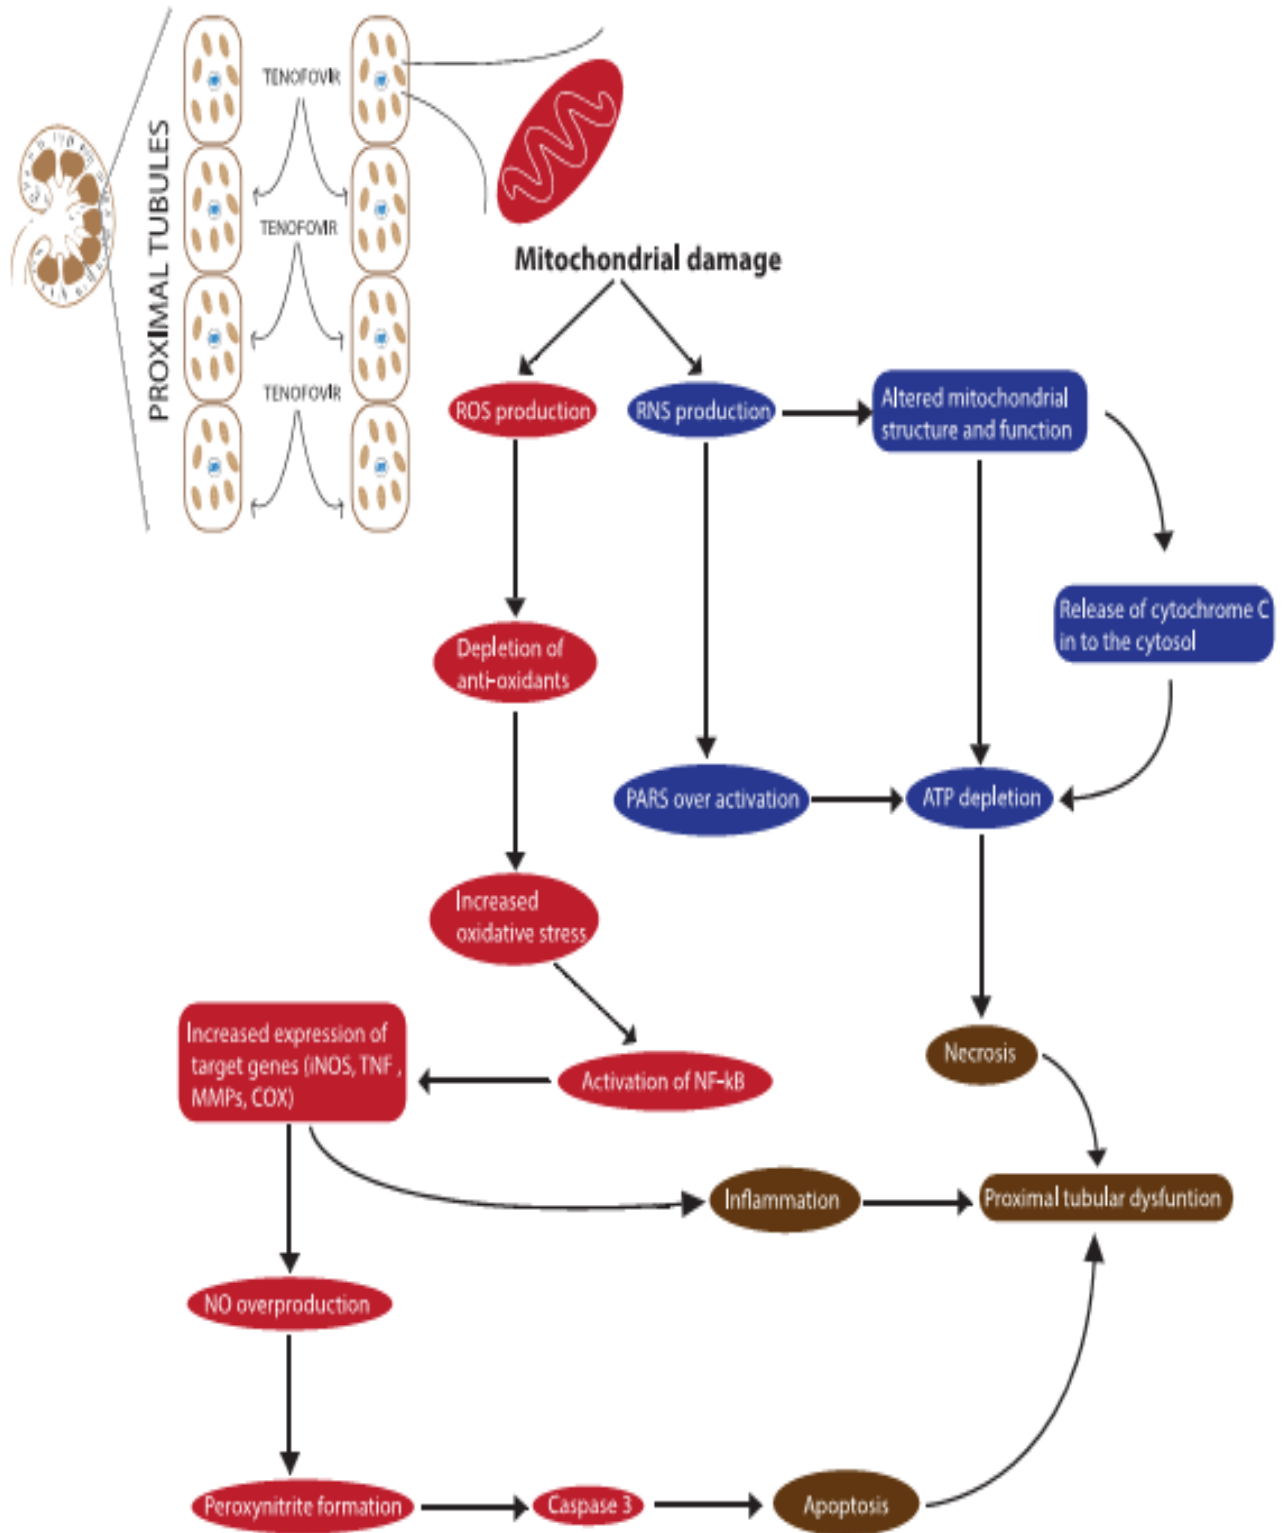 PROXIMAL TUBULES
TENOFOVIR
TENOFOVIR
TENOFOVIR
Mitochondrial damage
ROS production
RNS production
Altered mitochondrial
structure and function
Release of cytochrome C
in to the cytosol
Depletion of
anti-oxidants
PARS over activation
ATP depletion
Increased
oxidative stress
Increased expression of
target genes (iNOS, TNF ,
MMPs, COX)
Activation of NF-kB
Necrosis
Inflammation
Proximal tubular dysfuntion
NO overproduction
Peroxynitrite formation
Caspase 3
Apoptosis